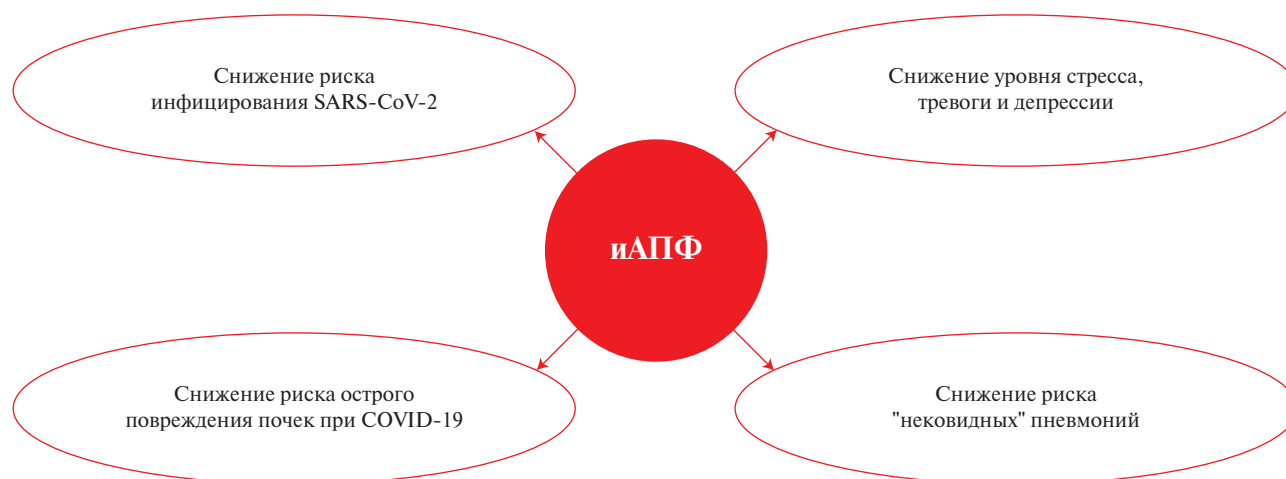 Снижение риска
инфицирования SARS-CoV-2
Снижение уровня стресса,
тревоги и депрессии
иАПФ
Снижение риска острого
повреждения почек при COVID-19
Снижение риска
"нековидных" пневмоний